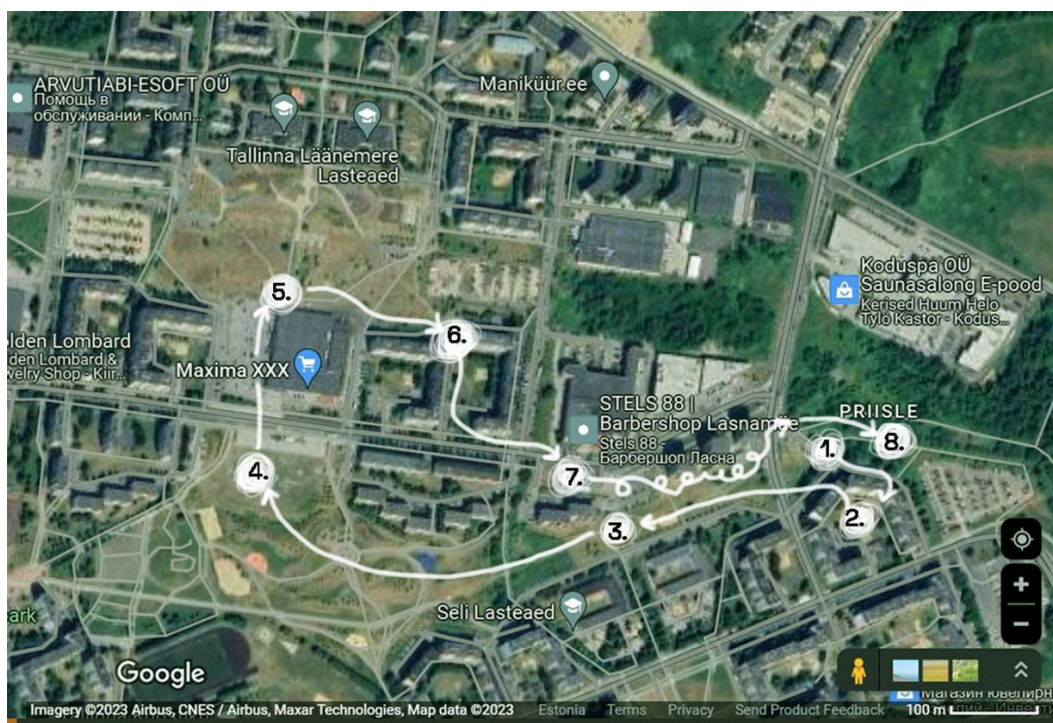 ARVUTIABI-ESOFT OÜ
Помощь в
обслуживании - Комп...
Maniküür.ee
Tallinna Läänemere
Lasteaed
Koduspa OÜ
Saunasalong E-pood
Kerised Huum Helo
Tylo Kastor - Kodus...
5.
6.
olden Lombard
den Lombard &
welry Shop - Kiir...
Maxima XXX
STELS 88 |
Barbershop Lasnamäe
Stels 88 -
Барбершоп Ласна
PRIISLE
1.
8.
4.
7.
2.
3.
Seli Lasteaed
ark
Google
Магазин ювелирн
Imagery ©2023 Airbus, CNES / Airbus, Maxar Technologies, Map data ©2023 Estonia Terms Privacy Send Product Feedback 100 m